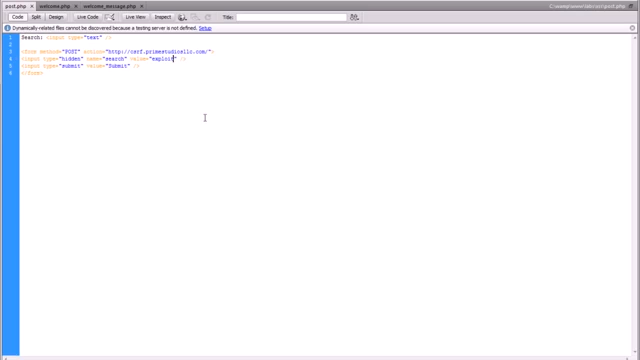 post.php × welcome.php × welcome_message.php ×
Code Split Design Live Code Live View Inspect Title:
Dynamically-related files cannot be discovered because a testing server is not defined. Setup
1 Search: <input type="text" />
2
3 <form method="POST" action="http://csrf.primestudiosllc.com/">
4 <input type="hidden" name="search" value="exploit" />
5 <input type="submit" value="Submit" />
6 </form>